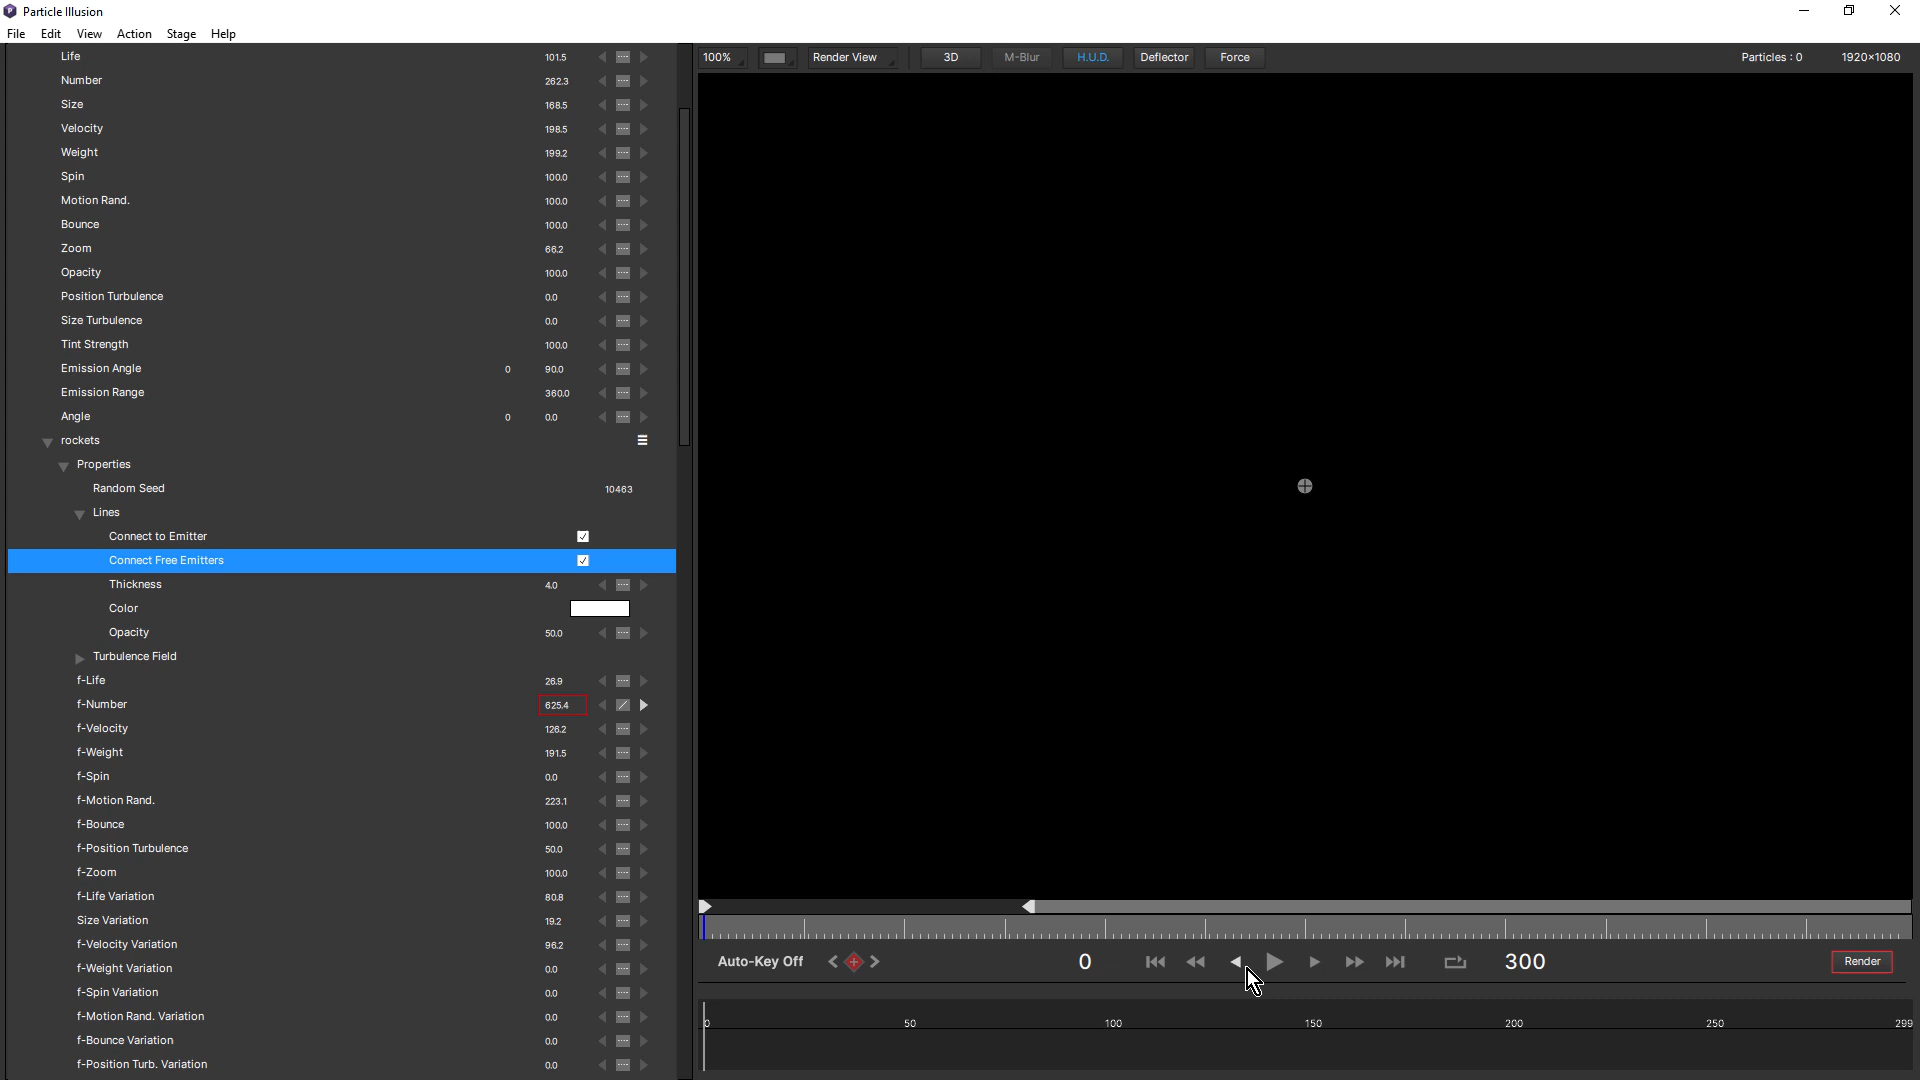 Particle Illusion
File Edit View Action Stage Help
100% Render View 3D M-Blur H.U.D. Deflector Force Particles : 0 1920×1080
Life 101.5
Number 262.3
Size 168.5
Velocity 198.5
Weight 199.2
Spin 100.0
Motion Rand. 100.0
Bounce 100.0
Zoom 66.2
Opacity 100.0
Position Turbulence 0.0
Size Turbulence 0.0
Tint Strength 100.0
Emission Angle 0 90.0
Emission Range 360.0
Angle 0 0.0
rockets
Properties
Random Seed 10463
Lines
Connect to Emitter
Connect Free Emitters
Thickness 4.0
Color
Opacity 50.0
Turbulence Field
f-Life 26.9
f-Number 625.4
f-Velocity 126.2
f-Weight 191.5
f-Spin 0.0
f-Motion Rand. 223.1
f-Bounce 100.0
f-Position Turbulence 50.0
f-Zoom 100.0
f-Life Variation 80.8
Size Variation 19.2
f-Velocity Variation 96.2
f-Weight Variation 0.0
f-Spin Variation 0.0
f-Motion Rand. Variation 0.0
f-Bounce Variation 0.0
f-Position Turb. Variation 0.0
Auto-Key Off 0 300 Render
0 50 100 150 200 250 299